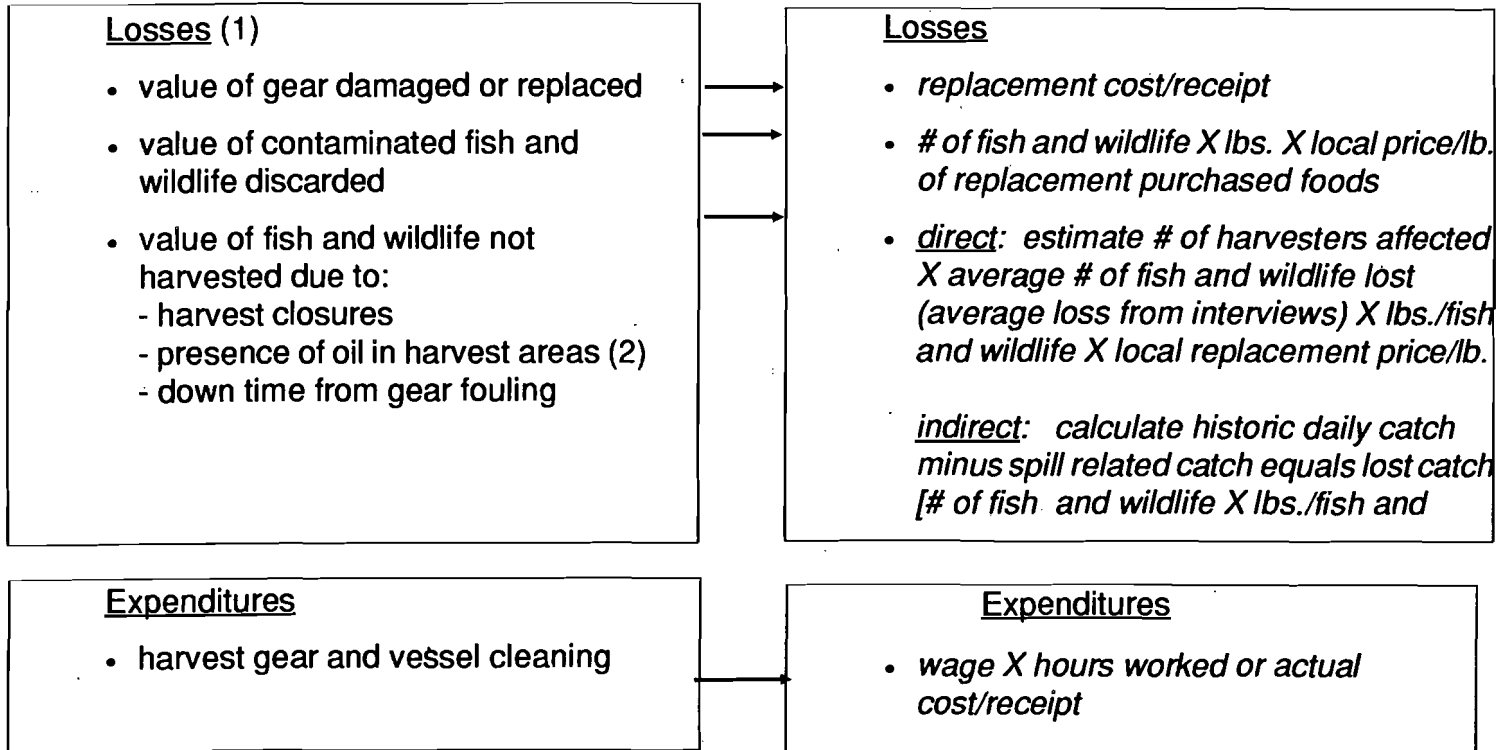 Losses (1)
• value of gear damaged or replaced
• value of contaminated fish and
wildlife discarded
• value of fish and wildlife not
harvested due to:
- harvest closures
- presence of oil in harvest areas (2)
- down time from gear fouling
Losses
• replacement cost/receipt
• # of fish and wildlife X lbs. X local price/lb.
of replacement purchased foods
• direct: estimate # of harvesters affected
X average # of fish and wildlife lost
(average loss from interviews) X lbs./fish
and wildlife X local replacement price/lb.
indirect: calculate historic daily catch
minus spill related catch equals lost catch
[# of fish and wildlife X lbs./fish and
Expenditures
• harvest gear and vessel cleaning
Expenditures
• wage X hours worked or actual
cost/receipt